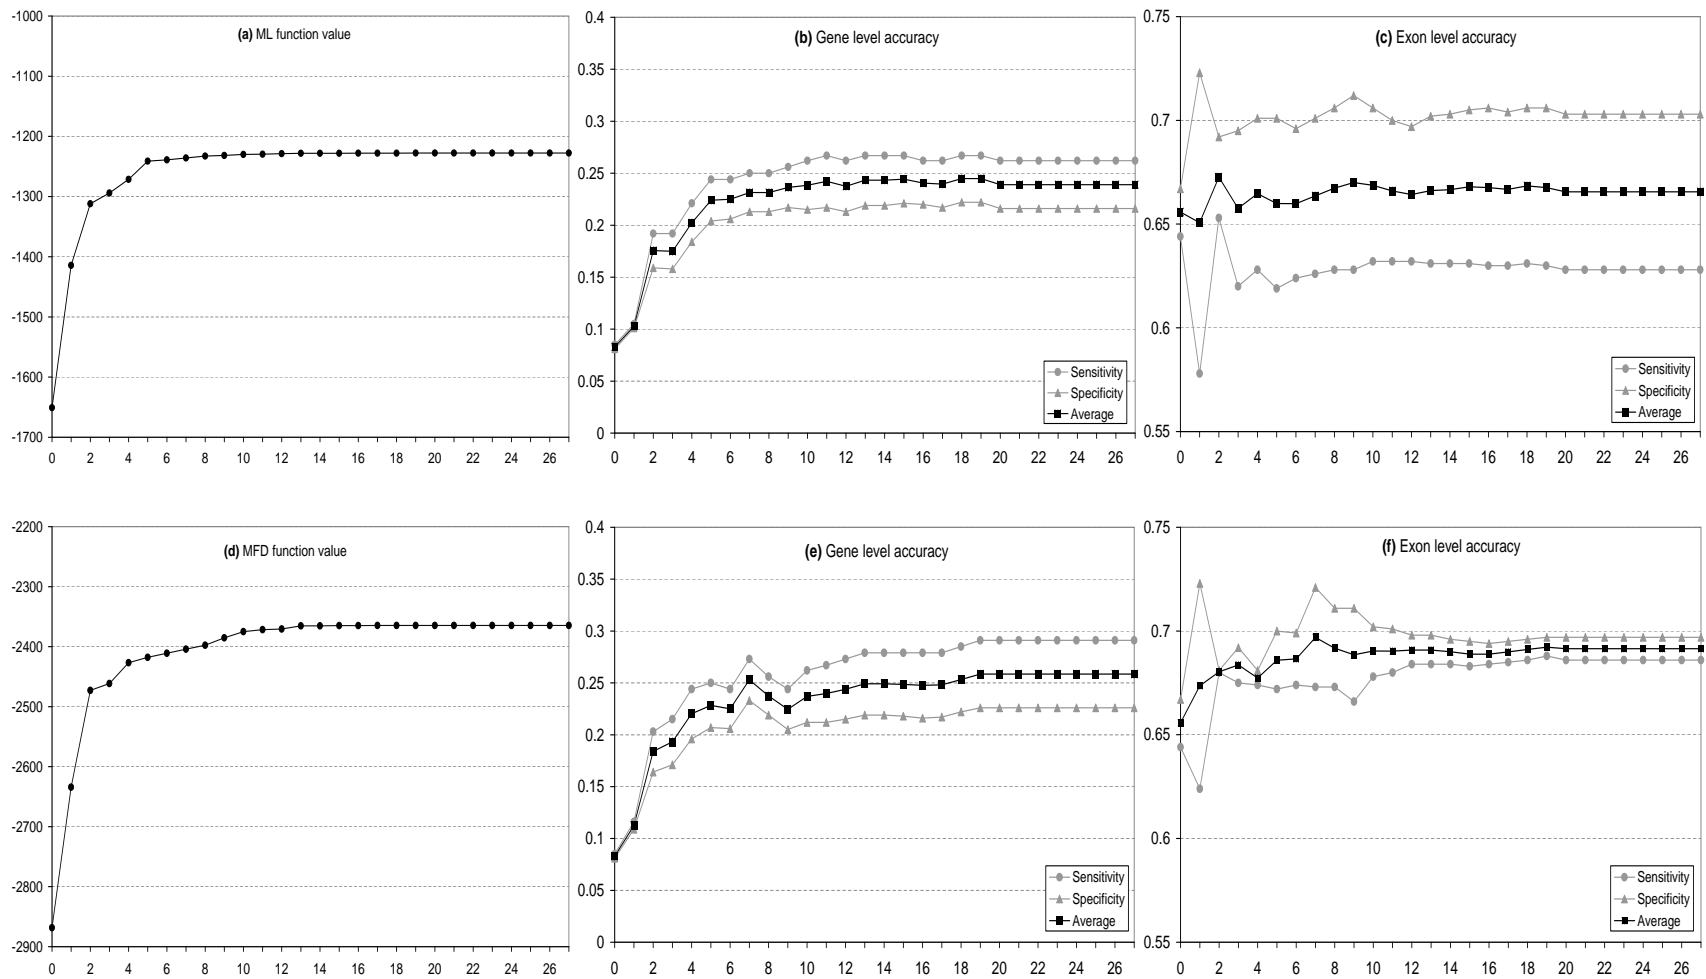 (a) ML function value
-1000
-1100
-1200
-1300
-1400
-1500
-1600
-1700
0 2 4 6 8 10 12 14 16 18 20 22 24 26
(b) Gene level accuracy
0.4
0.35
0.3
0.25
0.2
0.15
0.1
0.05
0
Sensitivity
Specificity
Average
0 2 4 6 8 10 12 14 16 18 20 22 24 26
(c) Exon level accuracy
0.75
0.7
0.65
0.6
0.55
Sensitivity
Specificity
Average
0 2 4 6 8 10 12 14 16 18 20 22 24 26
(d) MFD function value
-2200
-2300
-2400
-2500
-2600
-2700
-2800
-2900
0 2 4 6 8 10 12 14 16 18 20 22 24 26
(e) Gene level accuracy
0.4
0.35
0.3
0.25
0.2
0.15
0.1
0.05
0
Sensitivity
Specificity
Average
0 2 4 6 8 10 12 14 16 18 20 22 24 26
(f) Exon level accuracy
0.75
0.7
0.65
0.6
0.55
Sensitivity
Specificity
Average
0 2 4 6 8 10 12 14 16 18 20 22 24 26